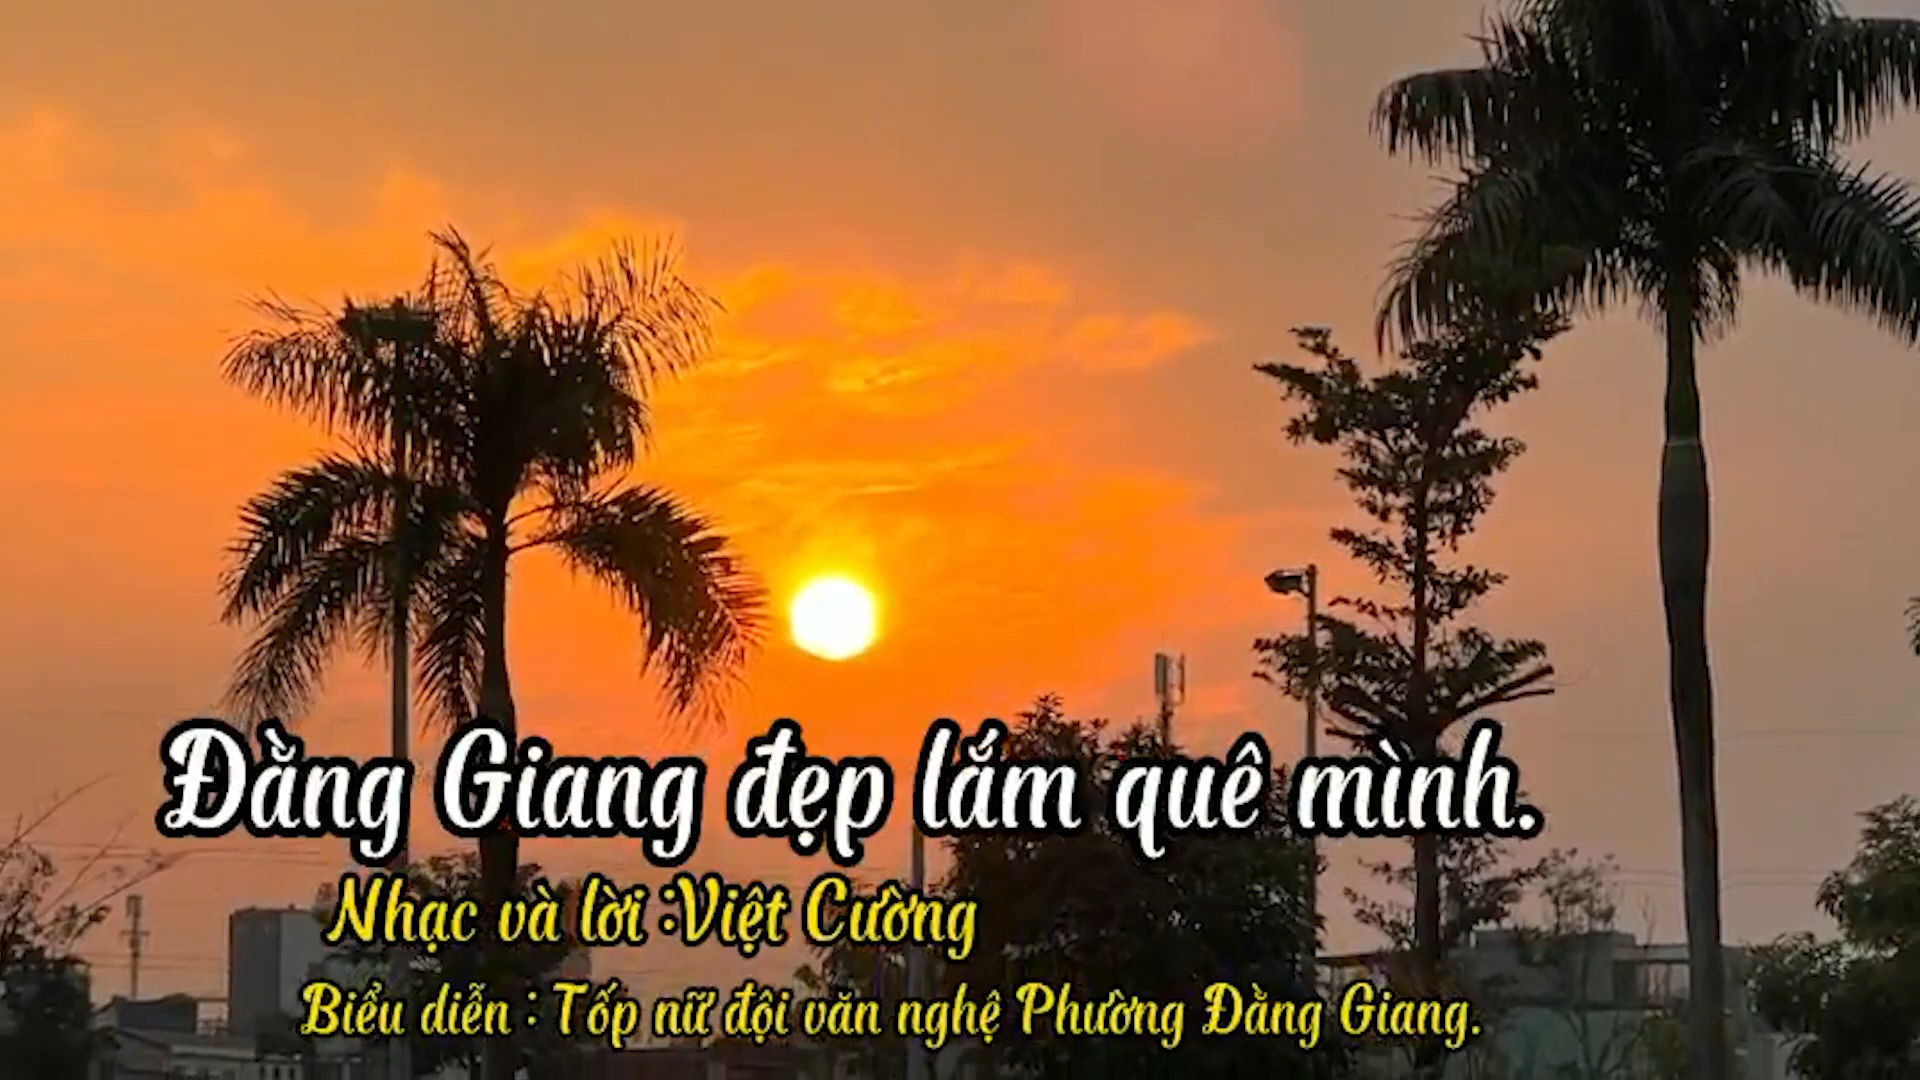 Đằng Giang đẹp lắm quê mình.
Nhạc và lời :Việt Cường
Biểu diễn : Tốp nữ đội văn nghệ Phường Đằng Giang.